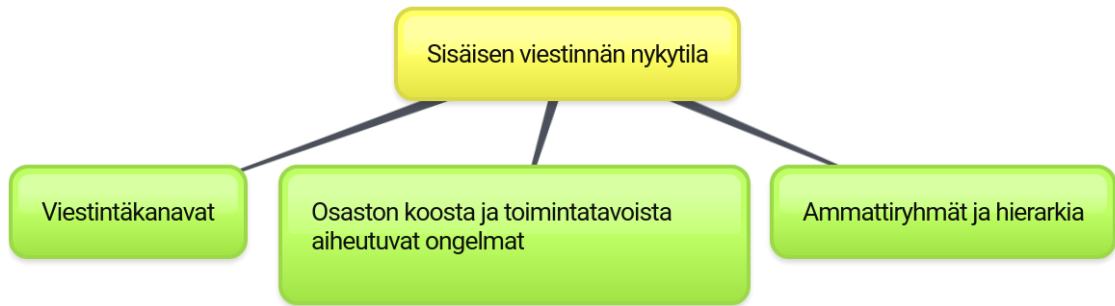 Sisäisen viestinnän nykytila
Viestintäkanavat
Osaston koosta ja toimintatavoista
aiheutuvat ongelmat
Ammattiryhmät ja hierarkia